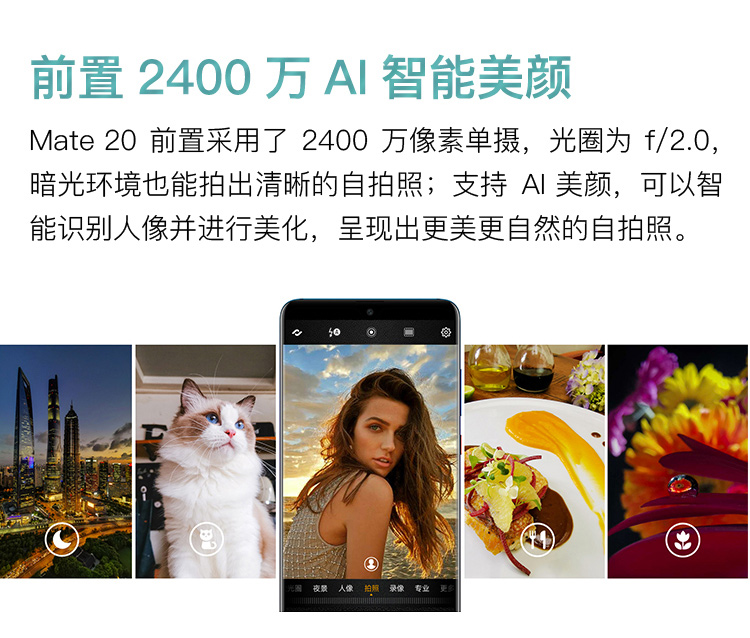 前置 2400 万 AI 智能美颜
Mate 20 前置采用了 2400 万像素单摄，光圈为 f/2.0，
暗光环境也能拍出清晰的自拍照；支持 AI 美颜，可以智
能识别人像并进行美化，呈现出更美更自然的自拍照。
光圈 夜景 人像 拍照 录像 专业 更多